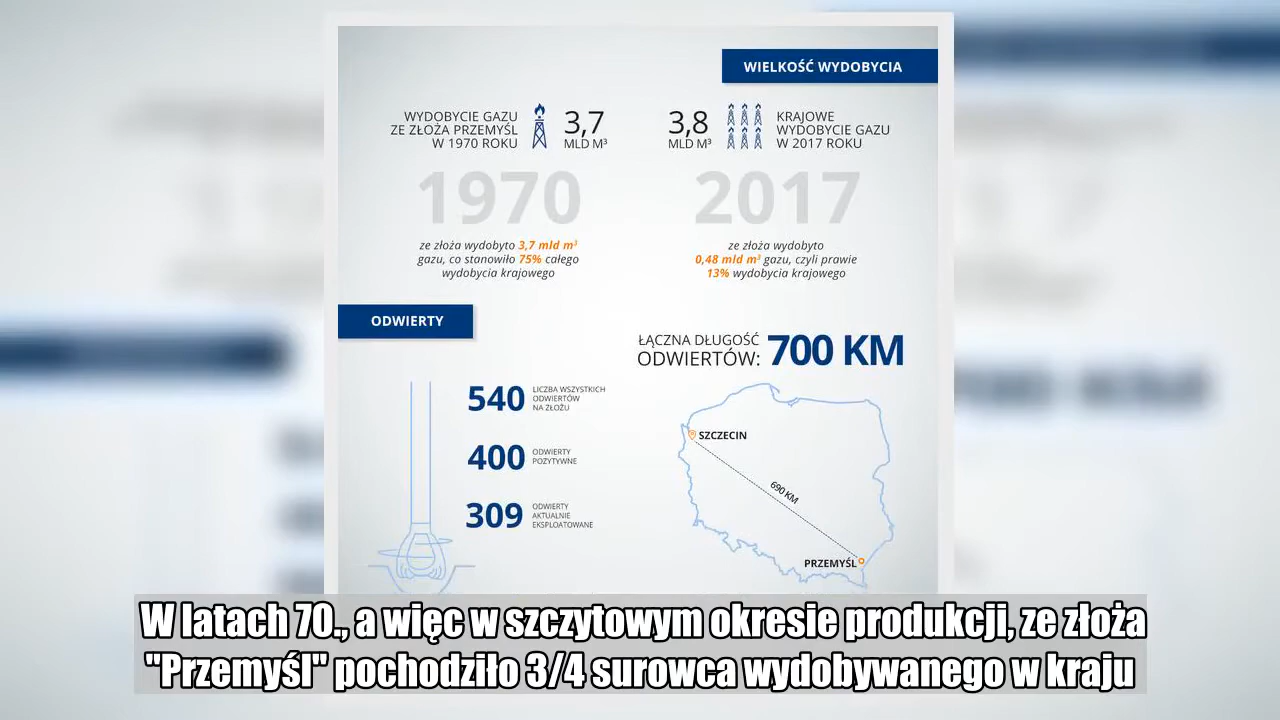 WIELKOŚĆ WYDOBYCIA
WYDOBYCIE GAZU
ZE ZŁOŻA PRZEMYŚL
W 1970 ROKU
3,7
MLD M³
3,8
MLD M³
KRAJOWE
WYDOBYCIE GAZU
W 2017 ROKU
1970
2017
ze złoża wydobyto 3,7 mld m³
gazu, co stanowiło 75% całego
wydobycia krajowego
ze złoża wydobyto
0,48 mld m³ gazu, czyli prawie
13% wydobycia krajowego
ODWIERTY
ŁĄCZNA DŁUGOŚĆ
ODWIERTÓW: 700 KM
540
LICZBA WSZYSTKICH
ODWIERTÓW
NA ZŁOŻU
400
ODWIERTY
POZYTYWNE
309
ODWIERTY
AKTUALNIE
EKSPLOATOWANE
SZCZECIN
690 KM
PRZEMYŚL
W latach 70., a więc w szczytowym okresie produkcji, ze złoża
"Przemyśl" pochodziło 3/4 surowca wydobywanego w kraju